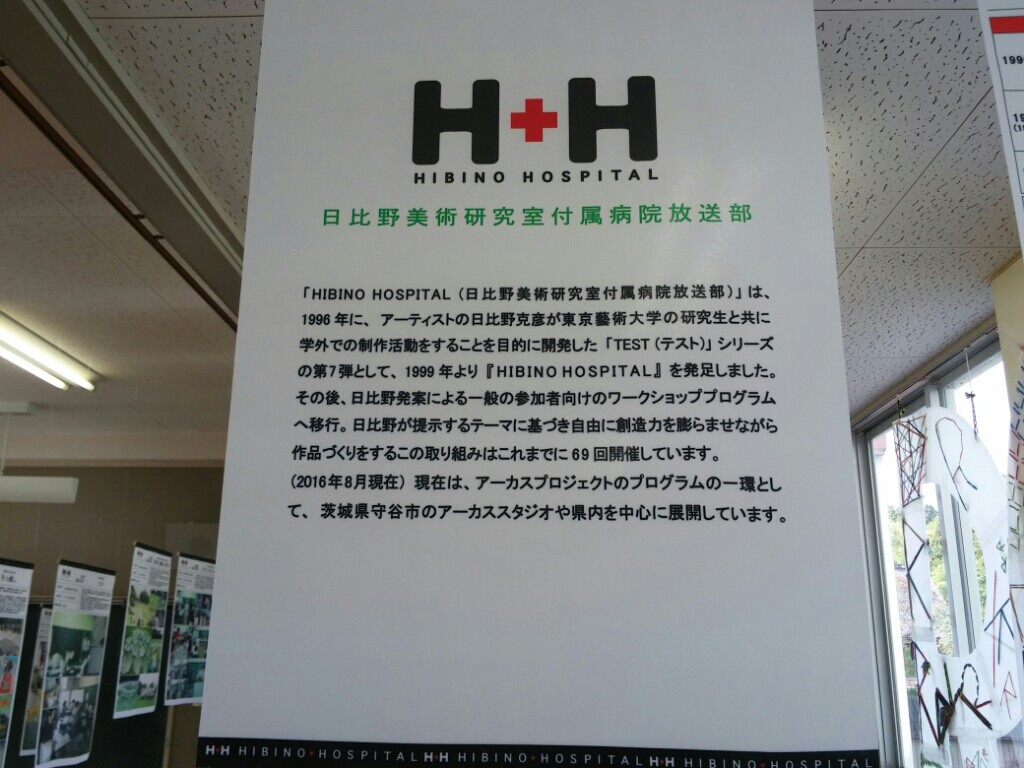 H+H
HIBINO HOSPITAL
日比野美術研究室付属病院放送部
「HIBINO HOSPITAL（日比野美術研究室付属病院放送部）」は、
1996年に、アーティストの日比野克彦が東京藝術大学の研究生と共に
学外での制作活動をすることを目的に開発した「TEST（テスト）」シリーズ
の第7弾として、1999年より『HIBINO HOSPITAL』を発足しました。
その後、日比野発案による一般の参加者向けのワークショッププログラム
へ移行。日比野が提示するテーマに基づき自由に創造力を膨らませながら
作品づくりをするこの取り組みはこれまでに69回開催しています。
（2016年8月現在）現在は、アーカスプロジェクトのプログラムの一環とし
て、茨城県守谷市のアーカススタジオや県内を中心に展開しています。
H+H HIBINO+HOSPITAL H+H HIBINO+HOSPITAL H+H HIBINO+HOSPITAL